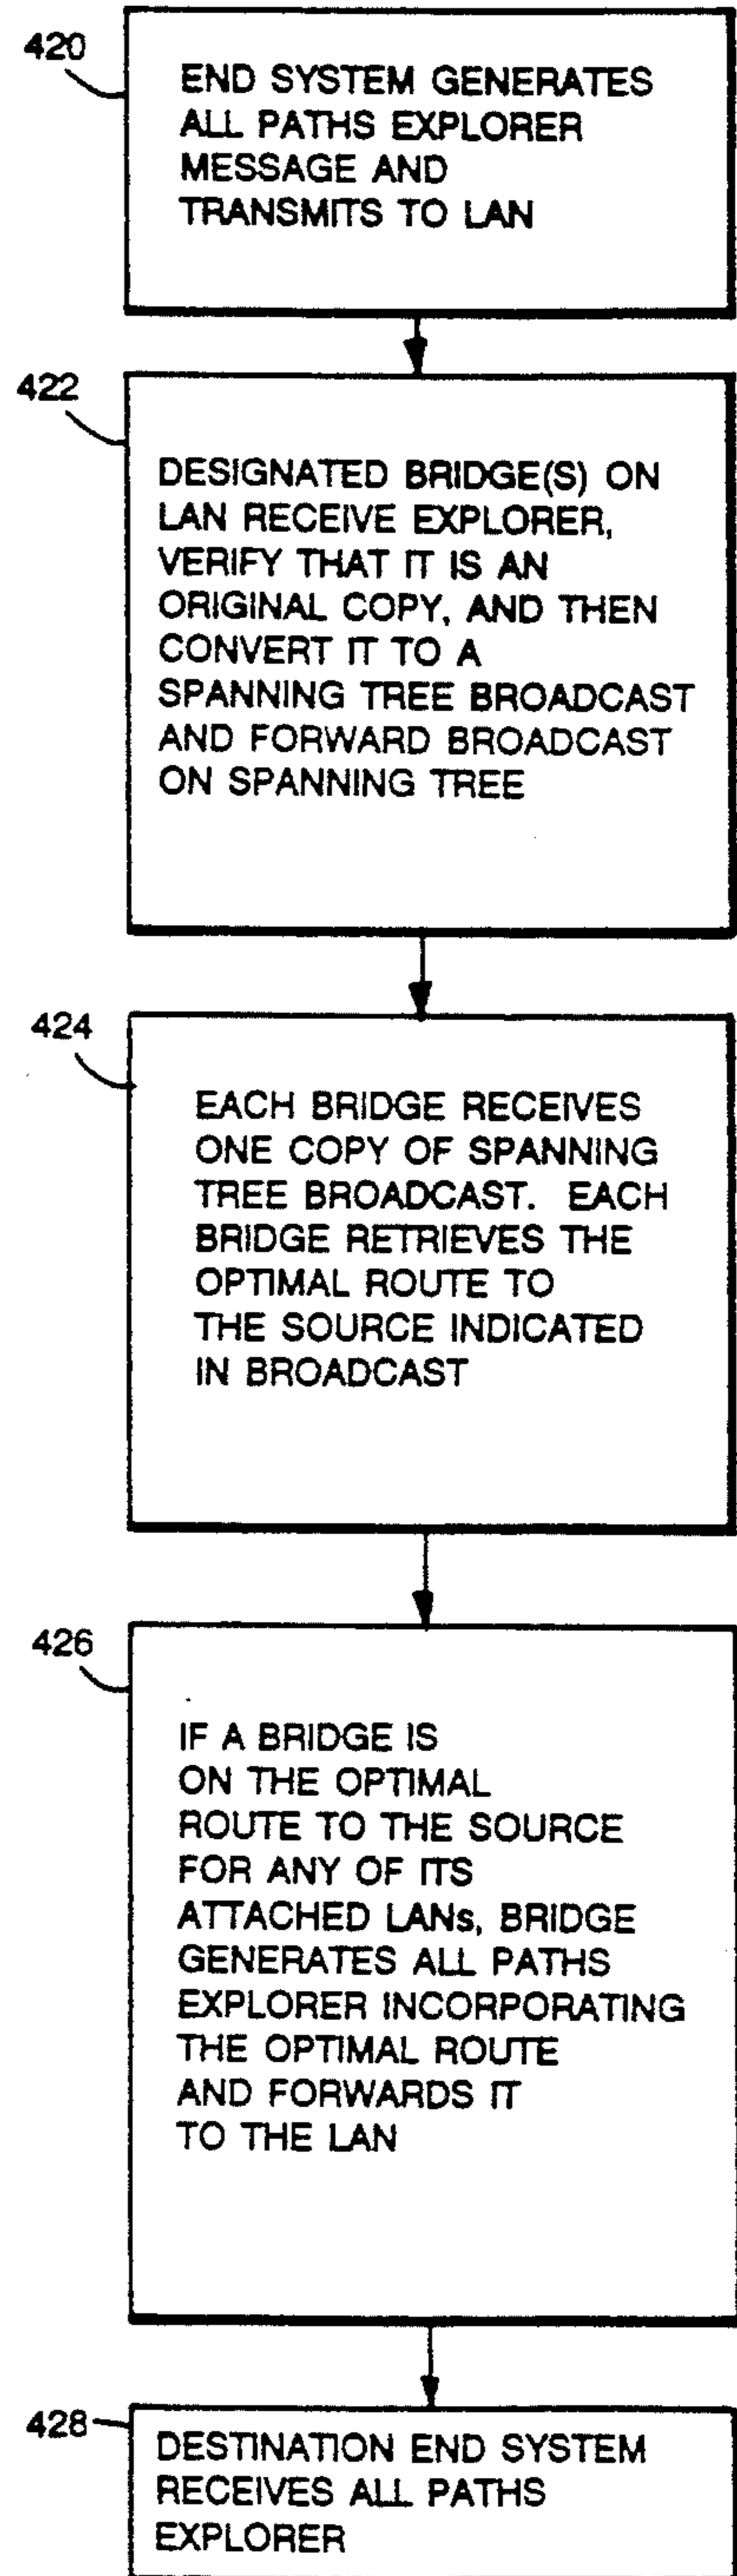 420
END SYSTEM GENERATES
ALL PATHS EXPLORER
MESSAGE AND
TRANSMITS TO LAN
422
DESIGNATED BRIDGE(S) ON
LAN RECEIVE EXPLORER,
VERIFY THAT IT IS AN
ORIGINAL COPY, AND THEN
CONVERT IT TO A
SPANNING TREE BROADCAST
AND FORWARD BROADCAST
ON SPANNING TREE
424
EACH BRIDGE RECEIVES
ONE COPY OF SPANNING
TREE BROADCAST. EACH
BRIDGE RETRIEVES THE
OPTIMAL ROUTE TO
THE SOURCE INDICATED
IN BROADCAST
426
IF A BRIDGE IS
ON THE OPTIMAL
ROUTE TO THE SOURCE
FOR ANY OF ITS
ATTACHED LANs, BRIDGE
GENERATES ALL PATHS
EXPLORER INCORPORATING
THE OPTIMAL ROUTE
AND FORWARDS IT
TO THE LAN
428
DESTINATION END SYSTEM
RECEIVES ALL PATHS
EXPLORER